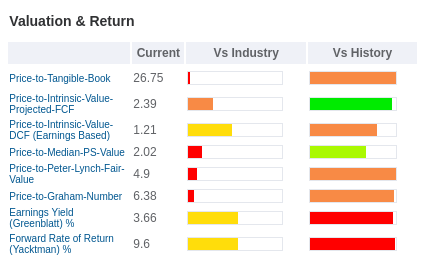 Valuation & Return
Current Vs Industry Vs History
Price-to-Tangible-Book 26.75
Price-to-Intrinsic-Value-
Projected-FCF 2.39
Price-to-Intrinsic-Value-
DCF (Earnings Based) 1.21
Price-to-Median-PS-Value 2.02
Price-to-Peter-Lynch-Fair-
Value 4.9
Price-to-Graham-Number 6.38
Earnings Yield
(Greenblatt) % 3.66
Forward Rate of Return
(Yacktman) % 9.6